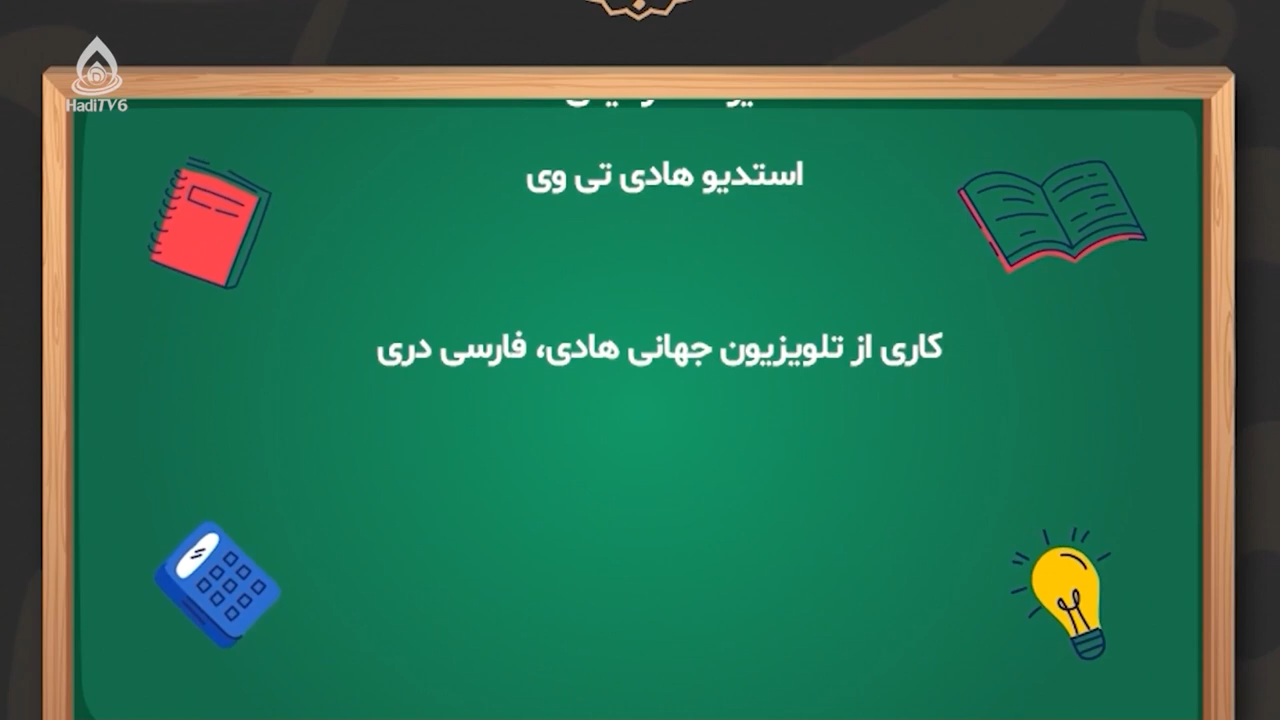 HadiTV6
استدیو هادی تی وی
کاری از تلویزیون جهانی هادی، فارسی دری